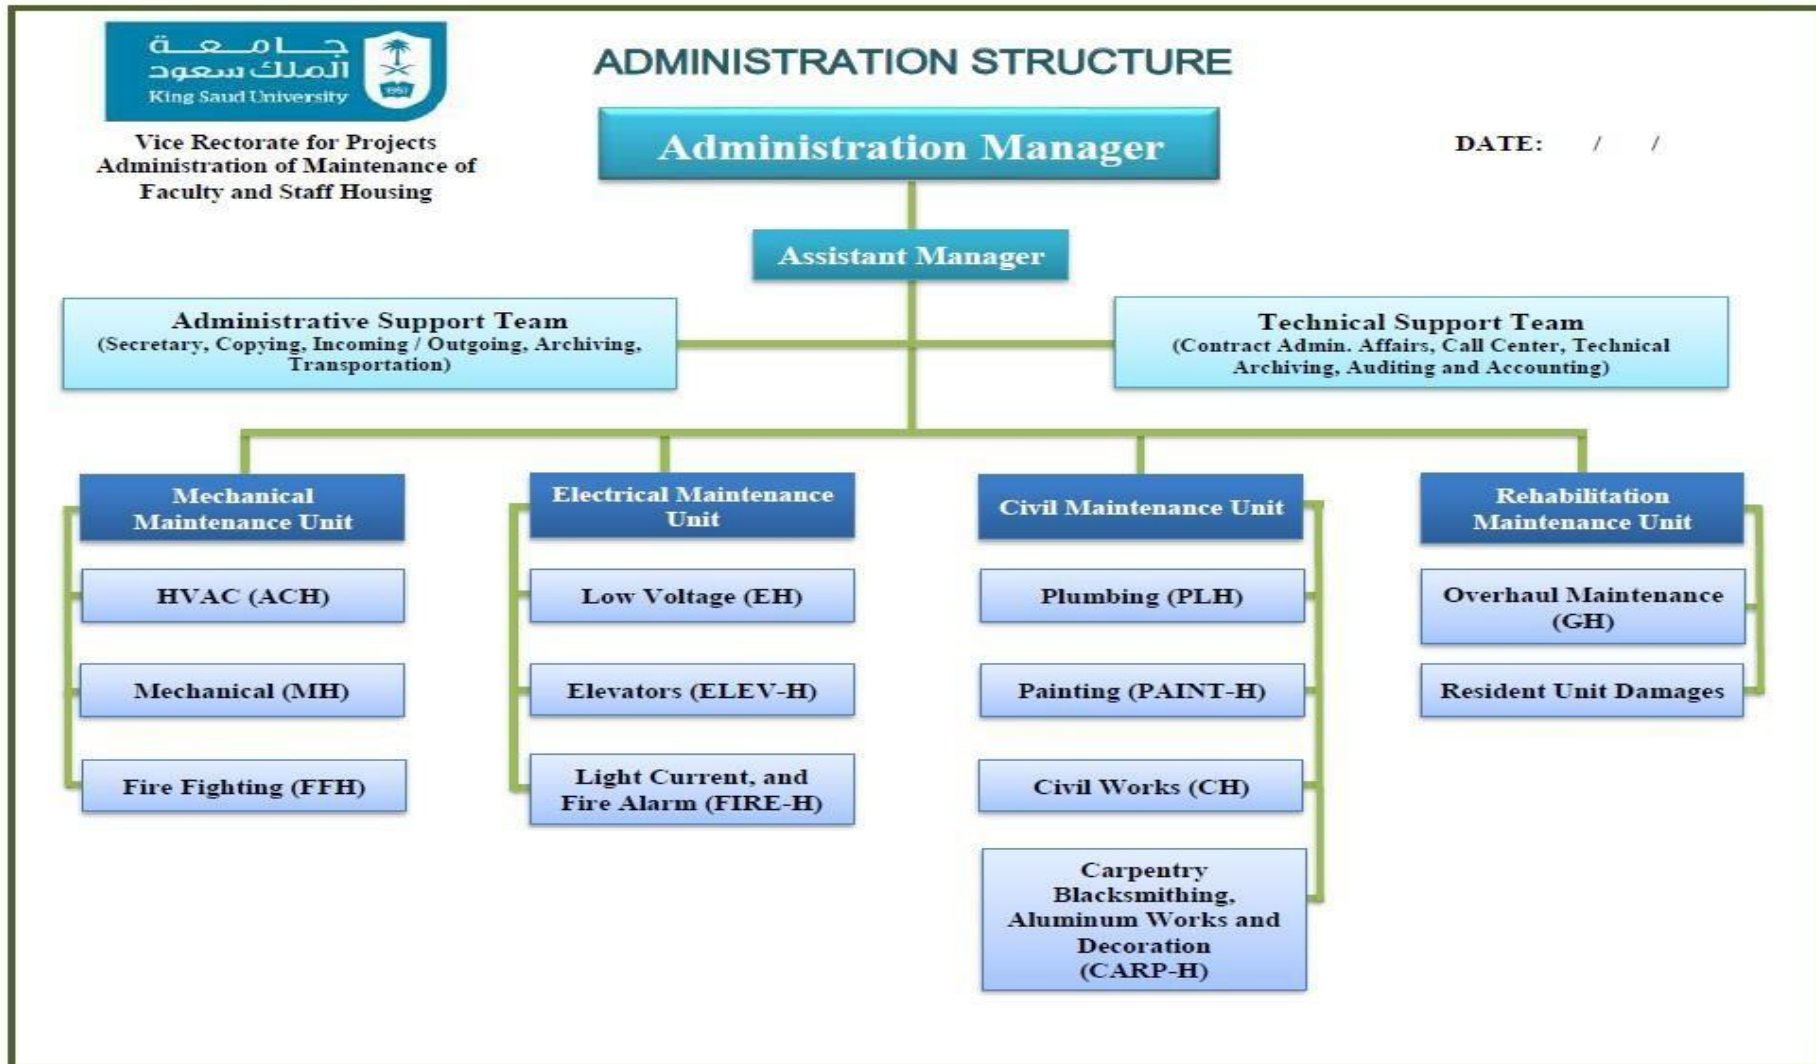 جامعة
الملك سعود
King Saud University
1957
Vice Rectorate for Projects
Administration of Maintenance of
Faculty and Staff Housing
ADMINISTRATION STRUCTURE
DATE: / /
Administration Manager
Assistant Manager
Administrative Support Team
(Secretary, Copying, Incoming / Outgoing, Archiving,
Transportation)
Technical Support Team
(Contract Admin. Affairs, Call Center, Technical
Archiving, Auditing and Accounting)
Mechanical
Maintenance Unit
HVAC (ACH)
Mechanical (MH)
Fire Fighting (FFH)
Electrical Maintenance
Unit
Low Voltage (EH)
Elevators (ELEV-H)
Light Current, and
Fire Alarm (FIRE-H)
Civil Maintenance Unit
Plumbing (PLH)
Painting (PAINT-H)
Civil Works (CH)
Carpentry
Blacksmithing,
Aluminum Works and
Decoration
(CARP-H)
Rehabilitation
Maintenance Unit
Overhaul Maintenance
(GH)
Resident Unit Damages